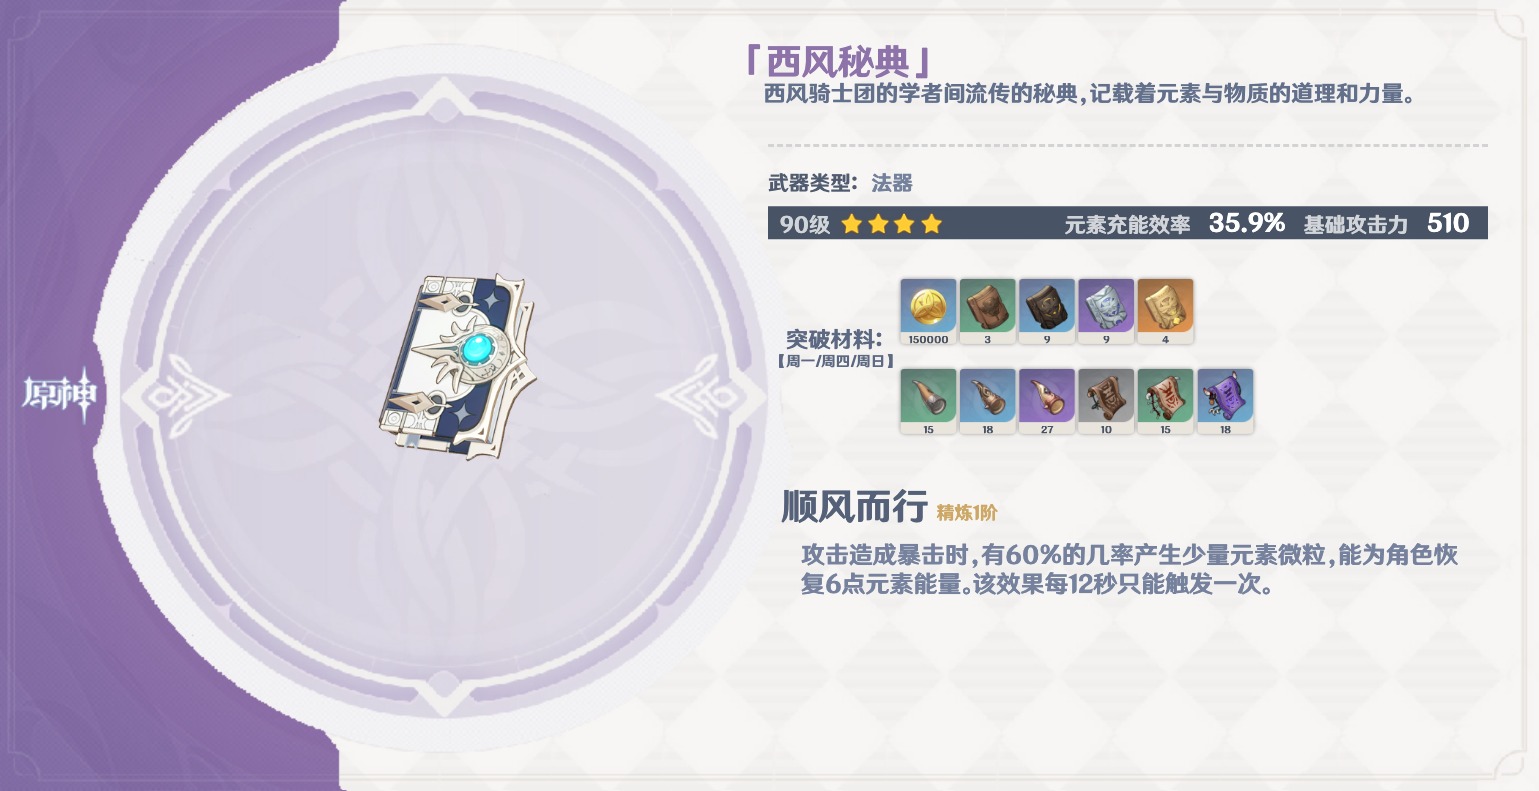 「西风秘典」
西风骑士团的学者间流传的秘典,记载着元素与物质的道理和力量。
武器类型: 法器
90级 元素充能效率 35.9% 基础攻击力 510
150000 3 9 9 4
突破材料:
【周一/周四/周日】
原神
15 18 27 10 15 18
顺风而行 精炼1阶
攻击造成暴击时,有60%的几率产生少量元素微粒,能为角色恢
复6点元素能量。该效果每12秒只能触发一次。